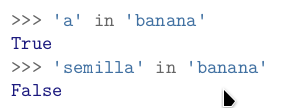 >>> 'a' in 'banana'
True
>>> 'semilla' in 'banana'
False